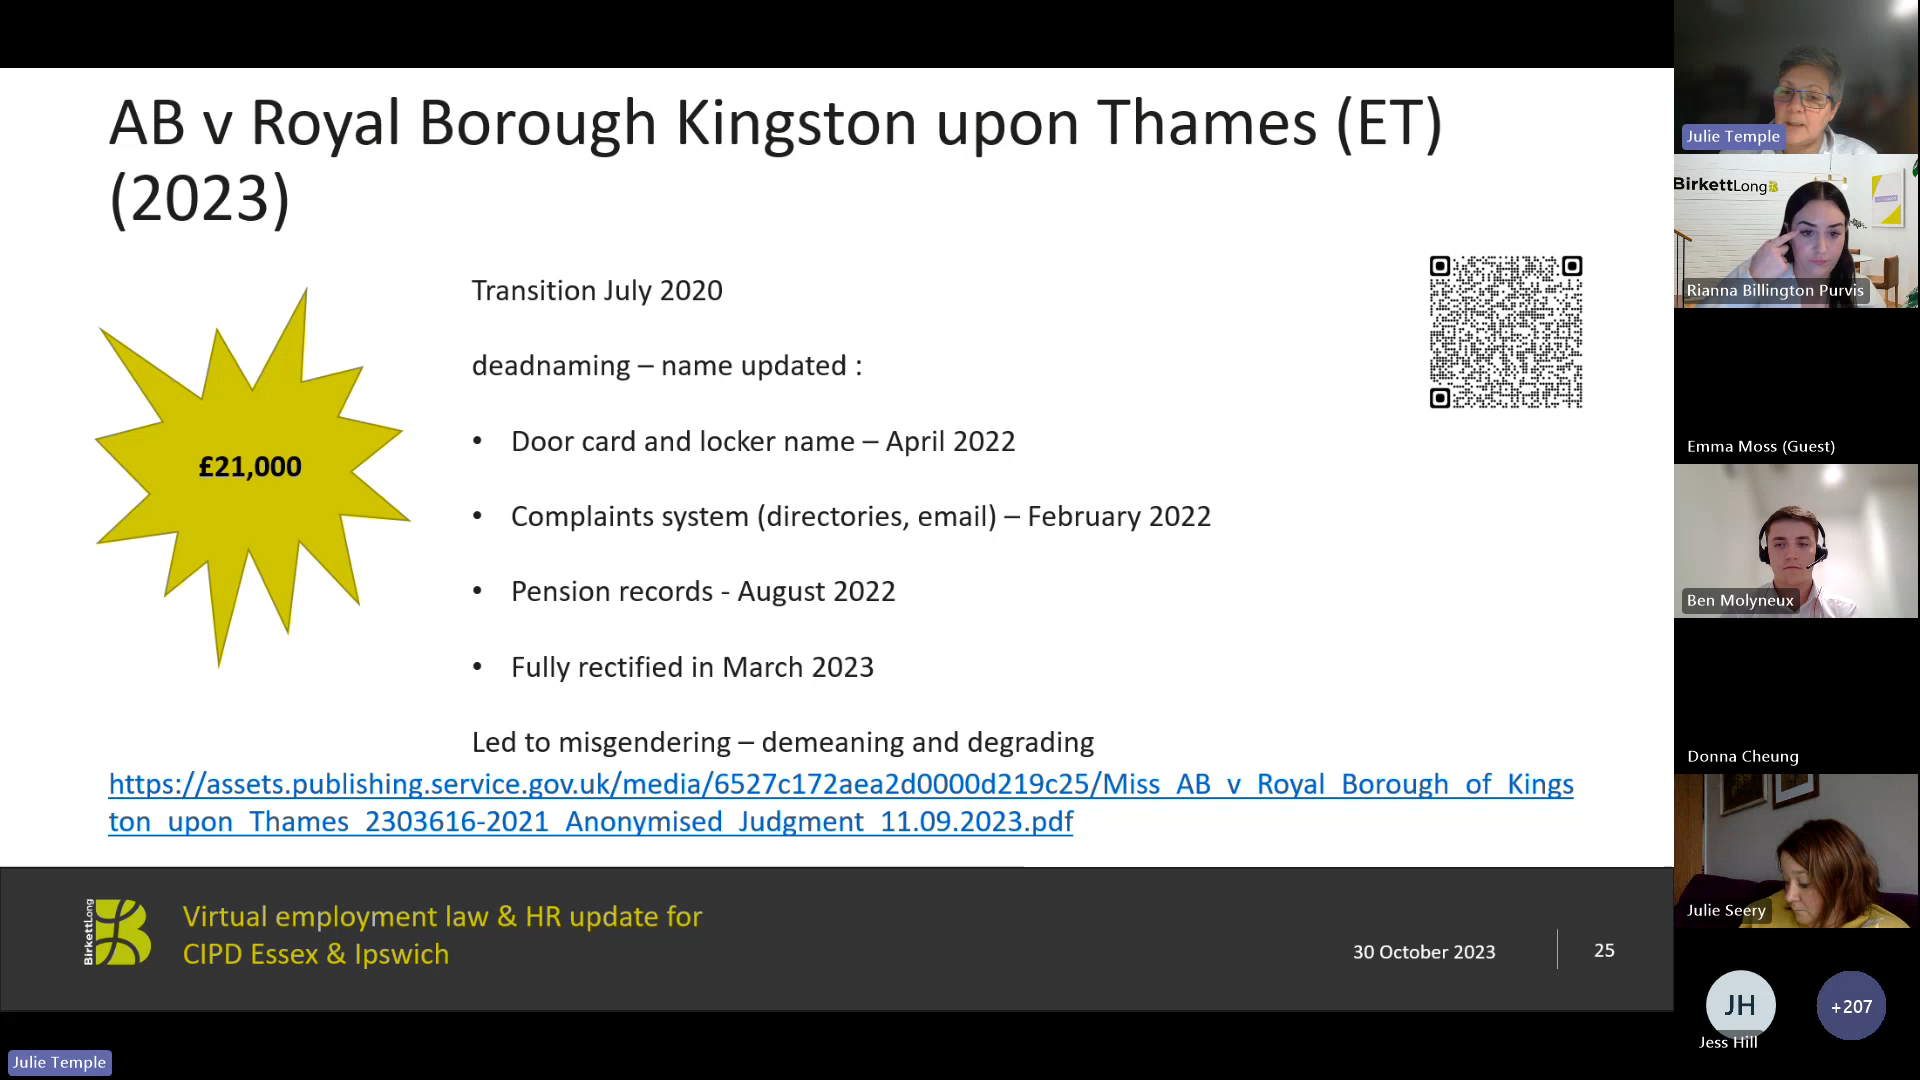 AB v Royal Borough Kingston upon Thames (ET)
(2023)
£21,000
Transition July 2020
deadnaming – name updated :
• Door card and locker name – April 2022
• Complaints system (directories, email) – February 2022
• Pension records - August 2022
• Fully rectified in March 2023
Led to misgendering – demeaning and degrading
https://assets.publishing.service.gov.uk/media/6527c172aea2d0000d219c25/Miss_AB_v_Royal_Borough_of_Kings
ton_upon_Thames_2303616-2021_Anonymised_Judgment_11.09.2023.pdf
BirkettLong
Virtual employment law & HR update for
CIPD Essex & Ipswich
30 October 2023
25
Julie Temple
Julie Temple
BirkettLong
Rianna Billington Purvis
Emma Moss (Guest)
Ben Molyneux
Donna Cheung
Julie Seery
JH
Jess Hill
+207